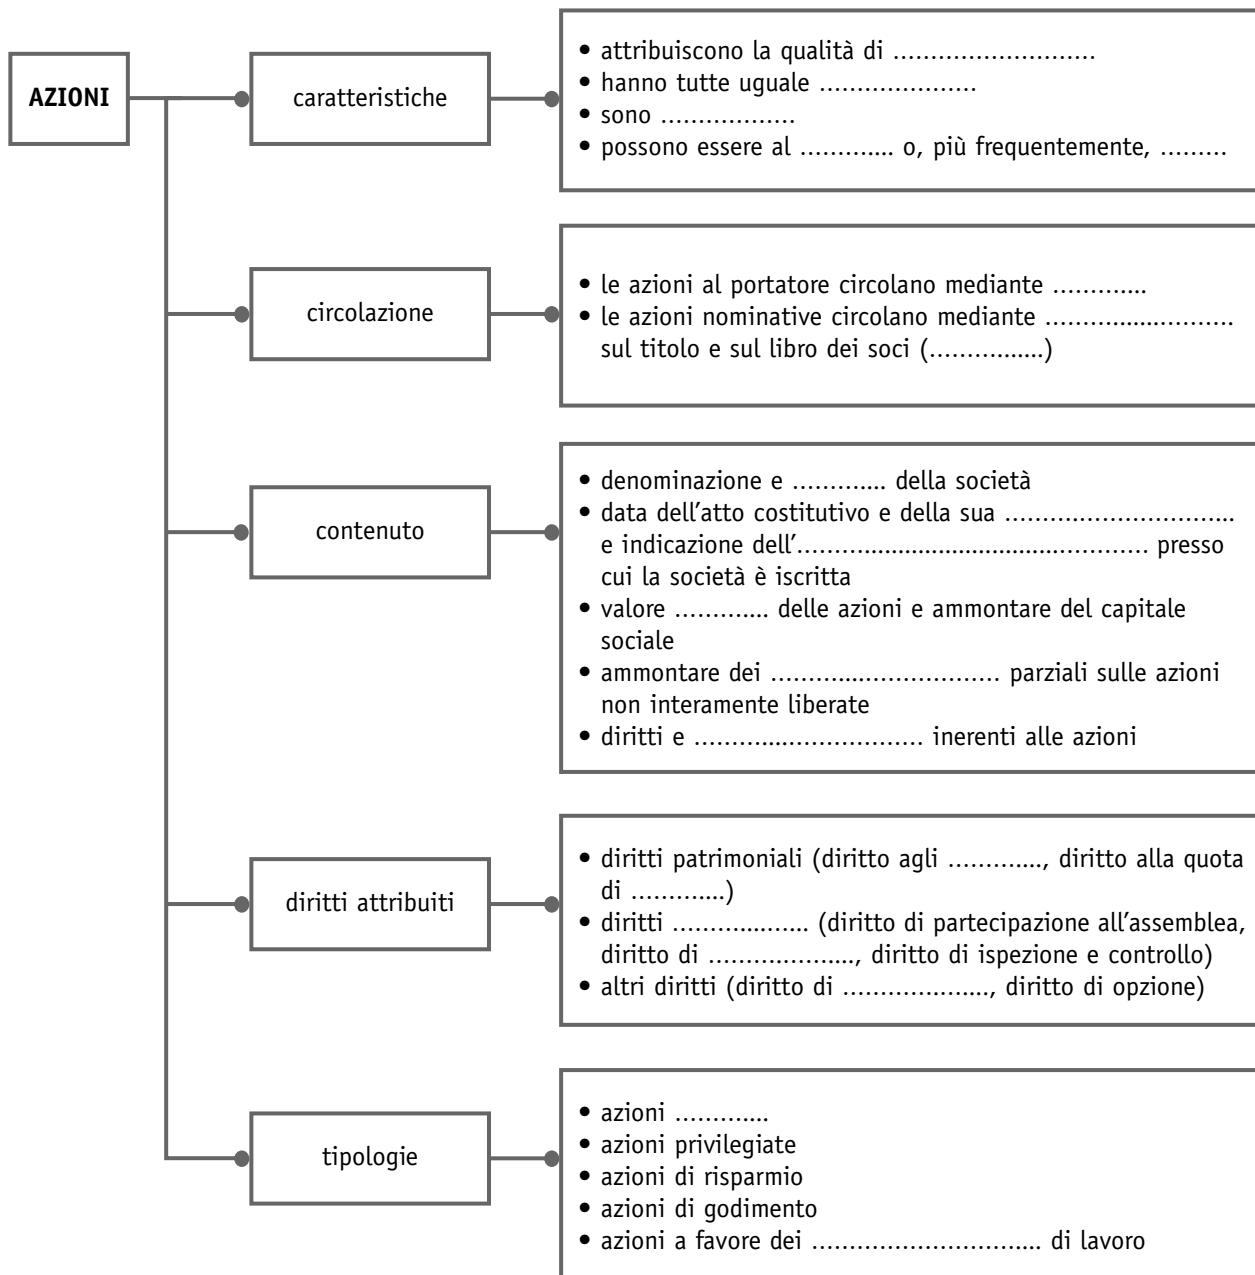 AZIONI
caratteristiche
• attribuiscono la qualità di ………………………
• hanno tutte uguale …………………
• sono ………………
• possono essere al ………….... o, più frequentemente, ………
circolazione
• le azioni al portatore circolano mediante …………....
• le azioni nominative circolano mediante ………….....………
sul titolo e sul libro dei soci (…………......)
contenuto
• denominazione e ………….... della società
• data dell'atto costitutivo e della sua ……………………………...
e indicazione dell'………..............................………… presso
cui la società è iscritta
• valore ………….... delle azioni e ammontare del capitale
sociale
• ammontare dei …………....……………… parziali sulle azioni
non interamente liberate
• diritti e …………....……………… inerenti alle azioni
diritti attribuiti
• diritti patrimoniali (diritto agli …………...., diritto alla quota
di …………....)
• diritti …………....…... (diritto di partecipazione all'assemblea,
diritto di ………………..., diritto di ispezione e controllo)
• altri diritti (diritto di ………………..., diritto di opzione)
tipologie
• azioni …………....
• azioni privilegiate
• azioni di risparmio
• azioni di godimento
• azioni a favore dei …………………………... di lavoro